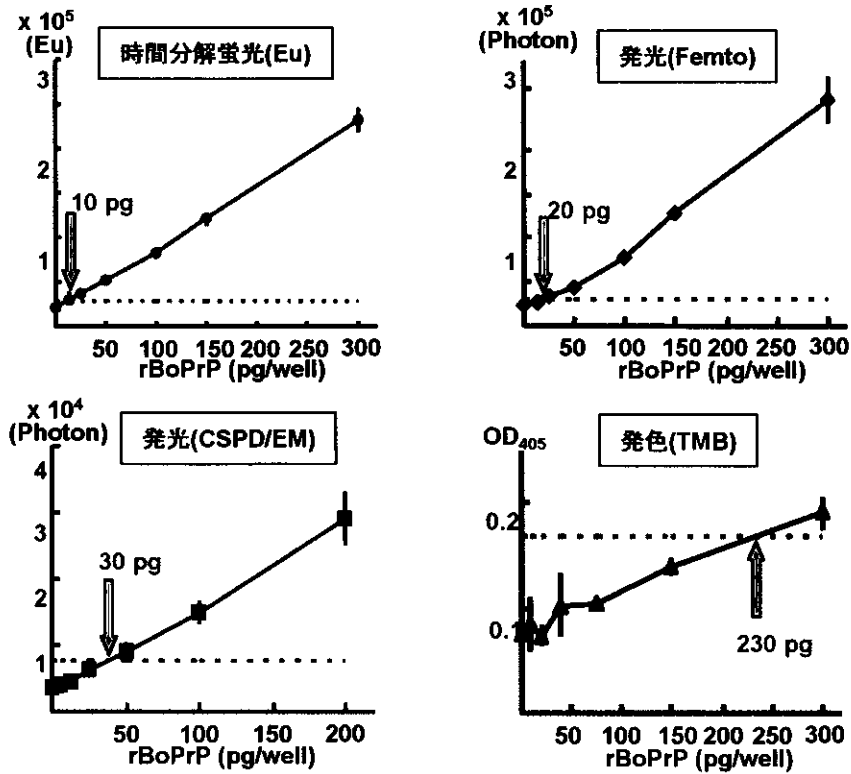 x 10⁵
(Eu)
時間分解蛍光(Eu)
3
2
1
10 pg
50 100 150 200 250 300
rBoPrP (pg/well)
x 10⁵
(Photon)
発光(Femto)
3
2
1
20 pg
50 100 150 200 250 300
rBoPrP (pg/well)
x 10⁴
(Photon)
発光(CSPD/EM)
4
3
2
1
30 pg
50 100 150 200
rBoPrP (pg/well)
OD₄₀₅
発色(TMB)
0.2
0.1
230 pg
50 100 150 200 250 300
rBoPrP (pg/well)